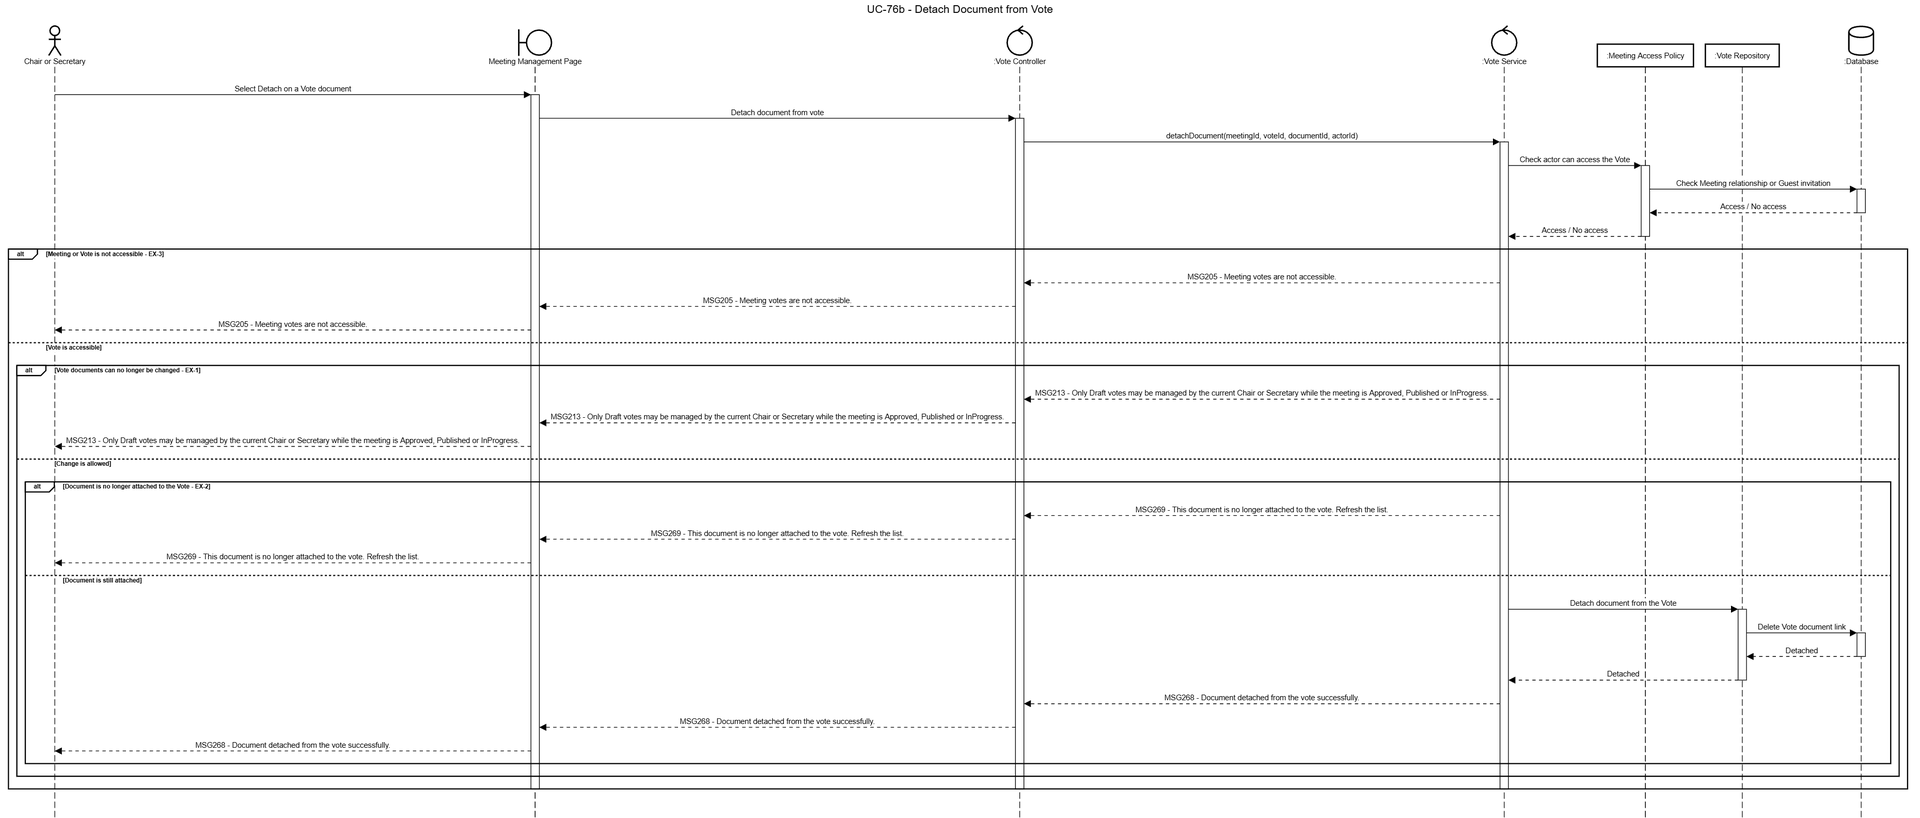 UC-76b - Detach Document from Vote
Chair or Secretary
Meeting Management Page
:Vote Controller
:Vote Service
:Meeting Access Policy
:Vote Repository
:Database
Select Detach on a Vote document
Detach document from vote
detachDocument(meetingId, voteId, documentId, actorId)
Check actor can access the Vote
Check Meeting relationship or Guest invitation
Access / No access
Access / No access
alt
[Meeting or Vote is not accessible - EX-3]
MSG205 - Meeting votes are not accessible.
MSG205 - Meeting votes are not accessible.
MSG205 - Meeting votes are not accessible.
[Vote is accessible]
alt
[Vote documents can no longer be changed - EX-1]
MSG213 - Only Draft votes may be managed by the current Chair or Secretary while the meeting is Approved, Published or InProgress.
MSG213 - Only Draft votes may be managed by the current Chair or Secretary while the meeting is Approved, Published or InProgress.
MSG213 - Only Draft votes may be managed by the current Chair or Secretary while the meeting is Approved, Published or InProgress.
[Change is allowed]
alt
[Document is no longer attached to the Vote - EX-2]
MSG269 - This document is no longer attached to the vote. Refresh the list.
MSG269 - This document is no longer attached to the vote. Refresh the list.
MSG269 - This document is no longer attached to the vote. Refresh the list.
[Document is still attached]
Detach document from the Vote
Delete Vote document link
Detached
Detached
MSG268 - Document detached from the vote successfully.
MSG268 - Document detached from the vote successfully.
MSG268 - Document detached from the vote successfully.